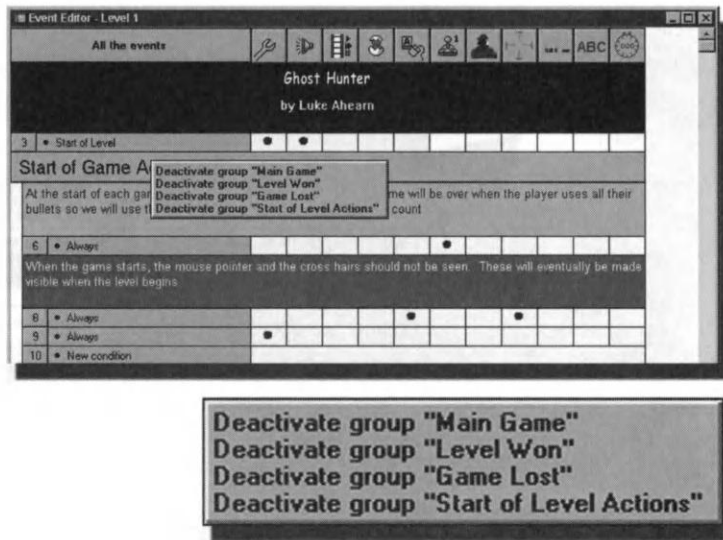 Event Editor - Level 1
All the events
ABC
Ghost Hunter
by Luke Ahearn
3 • Start of Level
Start of Game A
Deactivate group "Main Game"
Deactivate group "Level Won"
Deactivate group "Game Lost"
Deactivate group "Start of Level Actions"
At the start of each gam me will be over when the player uses all their
bullets so we will use t count
6 • Always
When the game starts, the mouse pointer and the cross hairs should not be seen. These will eventually be made
visible when the level begins
8 • Always
9 • Always
10 • New condition
Deactivate group "Main Game"
Deactivate group "Level Won"
Deactivate group "Game Lost"
Deactivate group "Start of Level Actions"